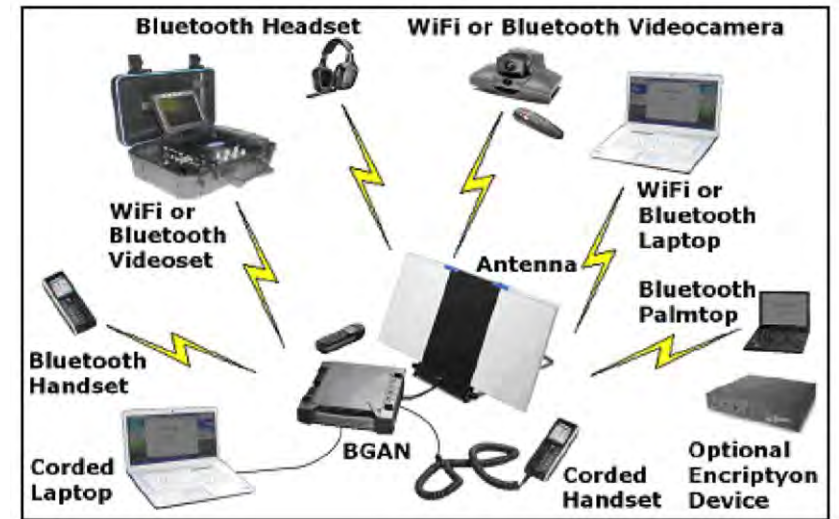 Bluetooth Headset
WiFi or Bluetooth Videocamera
WiFi or
Bluetooth
Videoset
WiFi or
Bluetooth
Laptop
Antenna
Bluetooth
Palmtop
Bluetooth
Handset
BGAN
Corded
Laptop
Corded
Handset
Optional
Encriptyon
Device